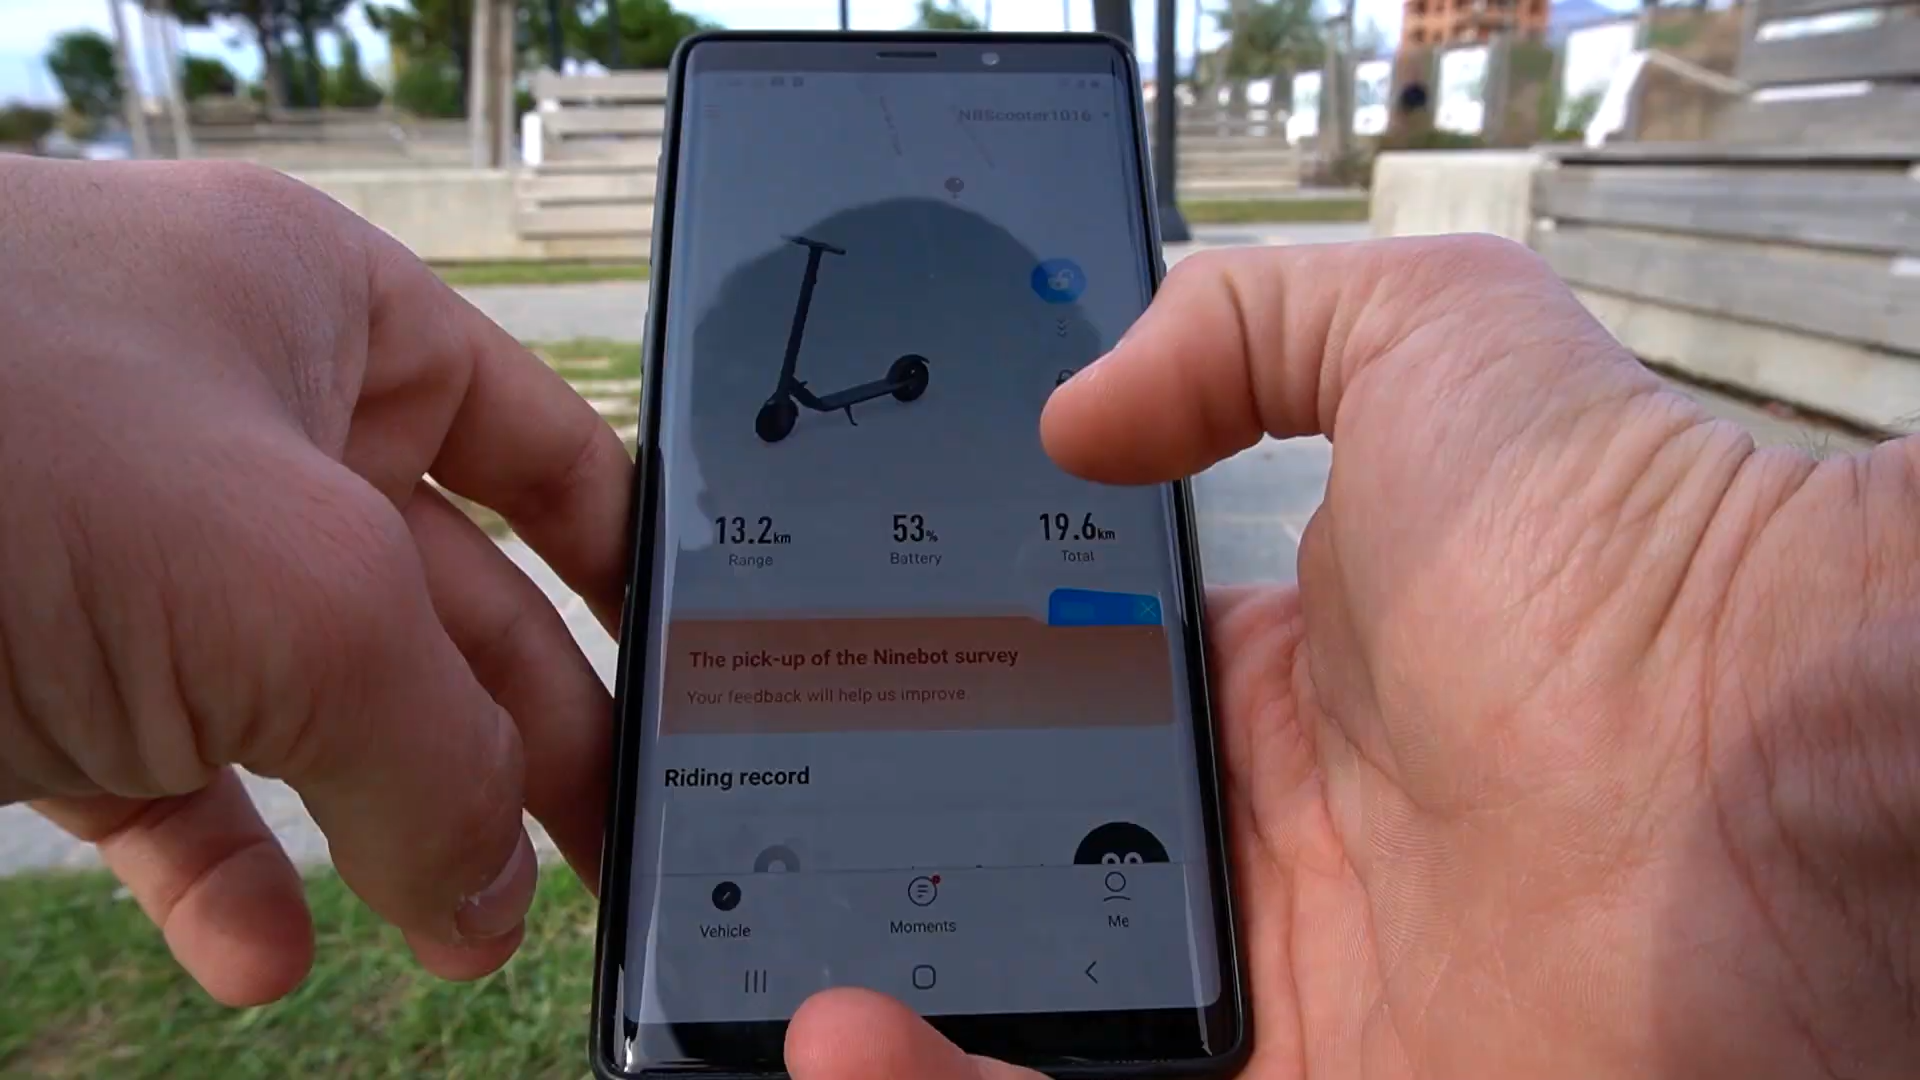 NBScooter1016
13.2km
Range
53%
Battery
19.6km
Total
The pick-up of the Ninebot survey
Your feedback will help us improve.
Riding record
Vehicle
Moments
Me